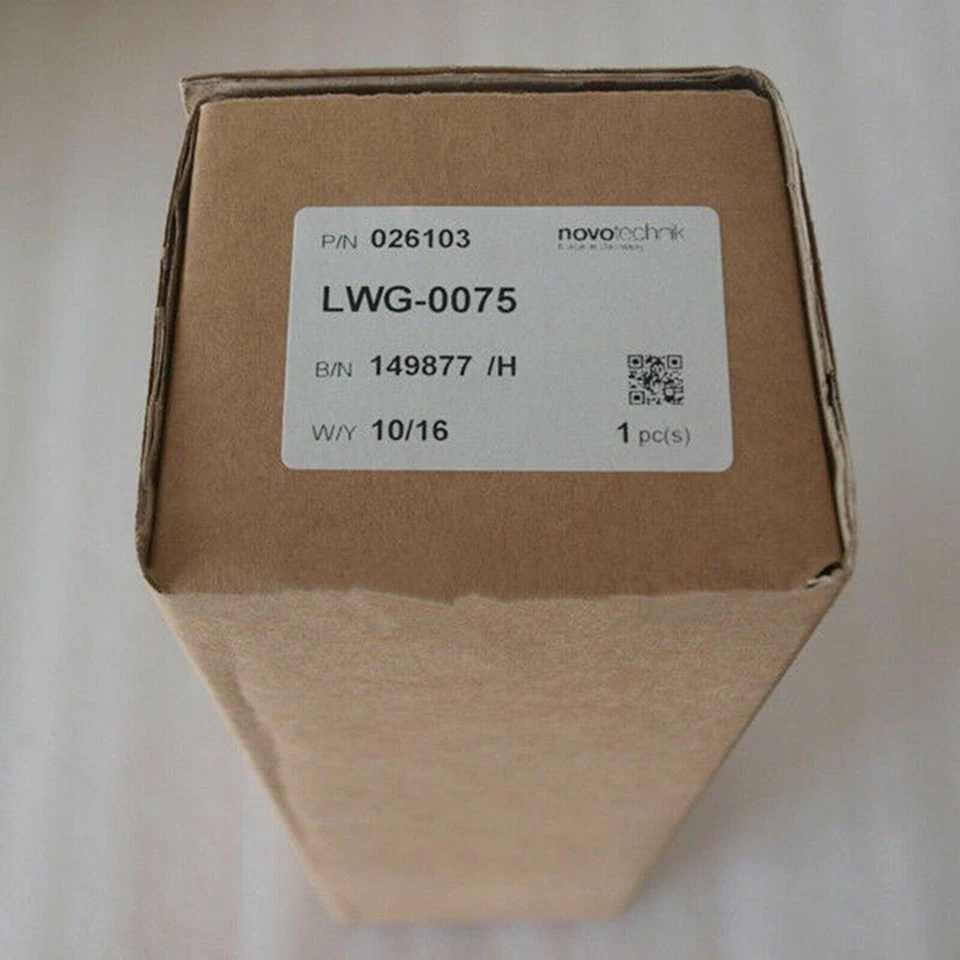 P/N 026103 novotechnik
LWG-0075
B/N 149877 /H
W/Y 10/16 1 pc(s)